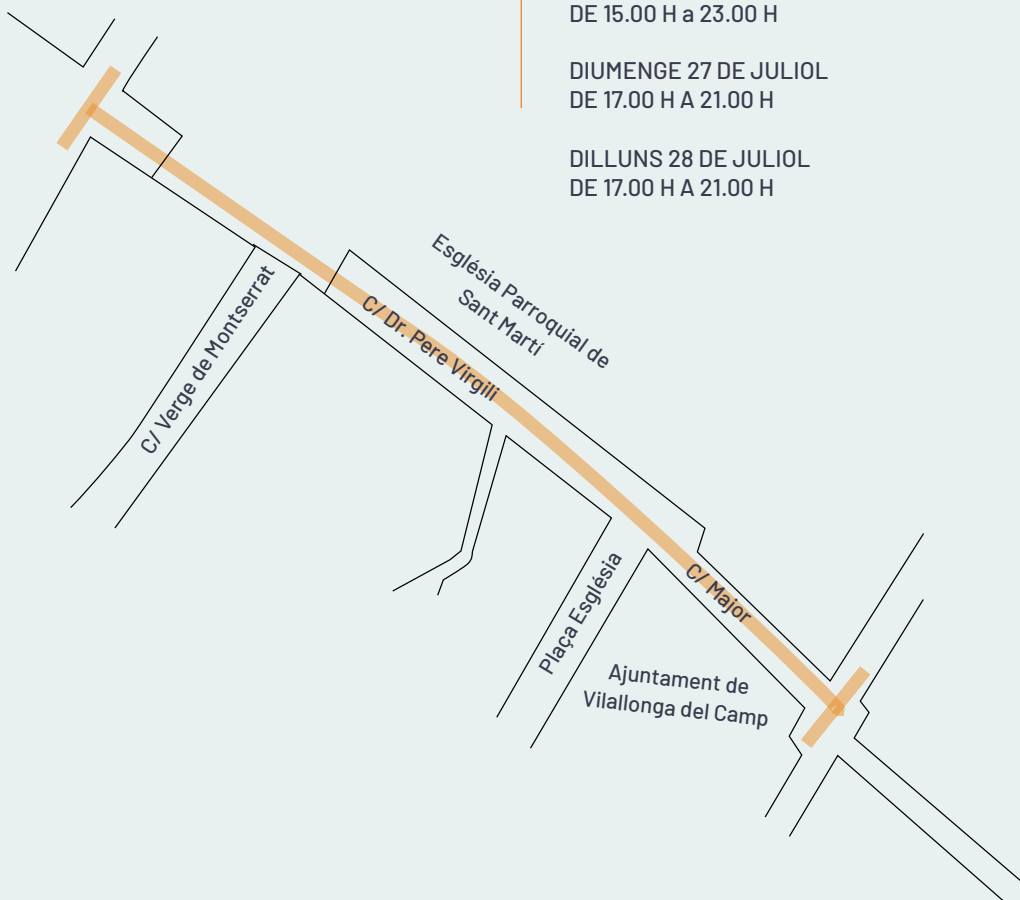 DE 15.00 H a 23.00 H
DIUMENGE 27 DE JULIOL
DE 17.00 H A 21.00 H
DILLUNS 28 DE JULIOL
DE 17.00 H A 21.00 H
Església Parroquial de
Sant Martí
C/ Dr. Pere Virgili
C/ Verge de Montserrat
C/ Major
Plaça Església
Ajuntament de
Vilallonga del Camp